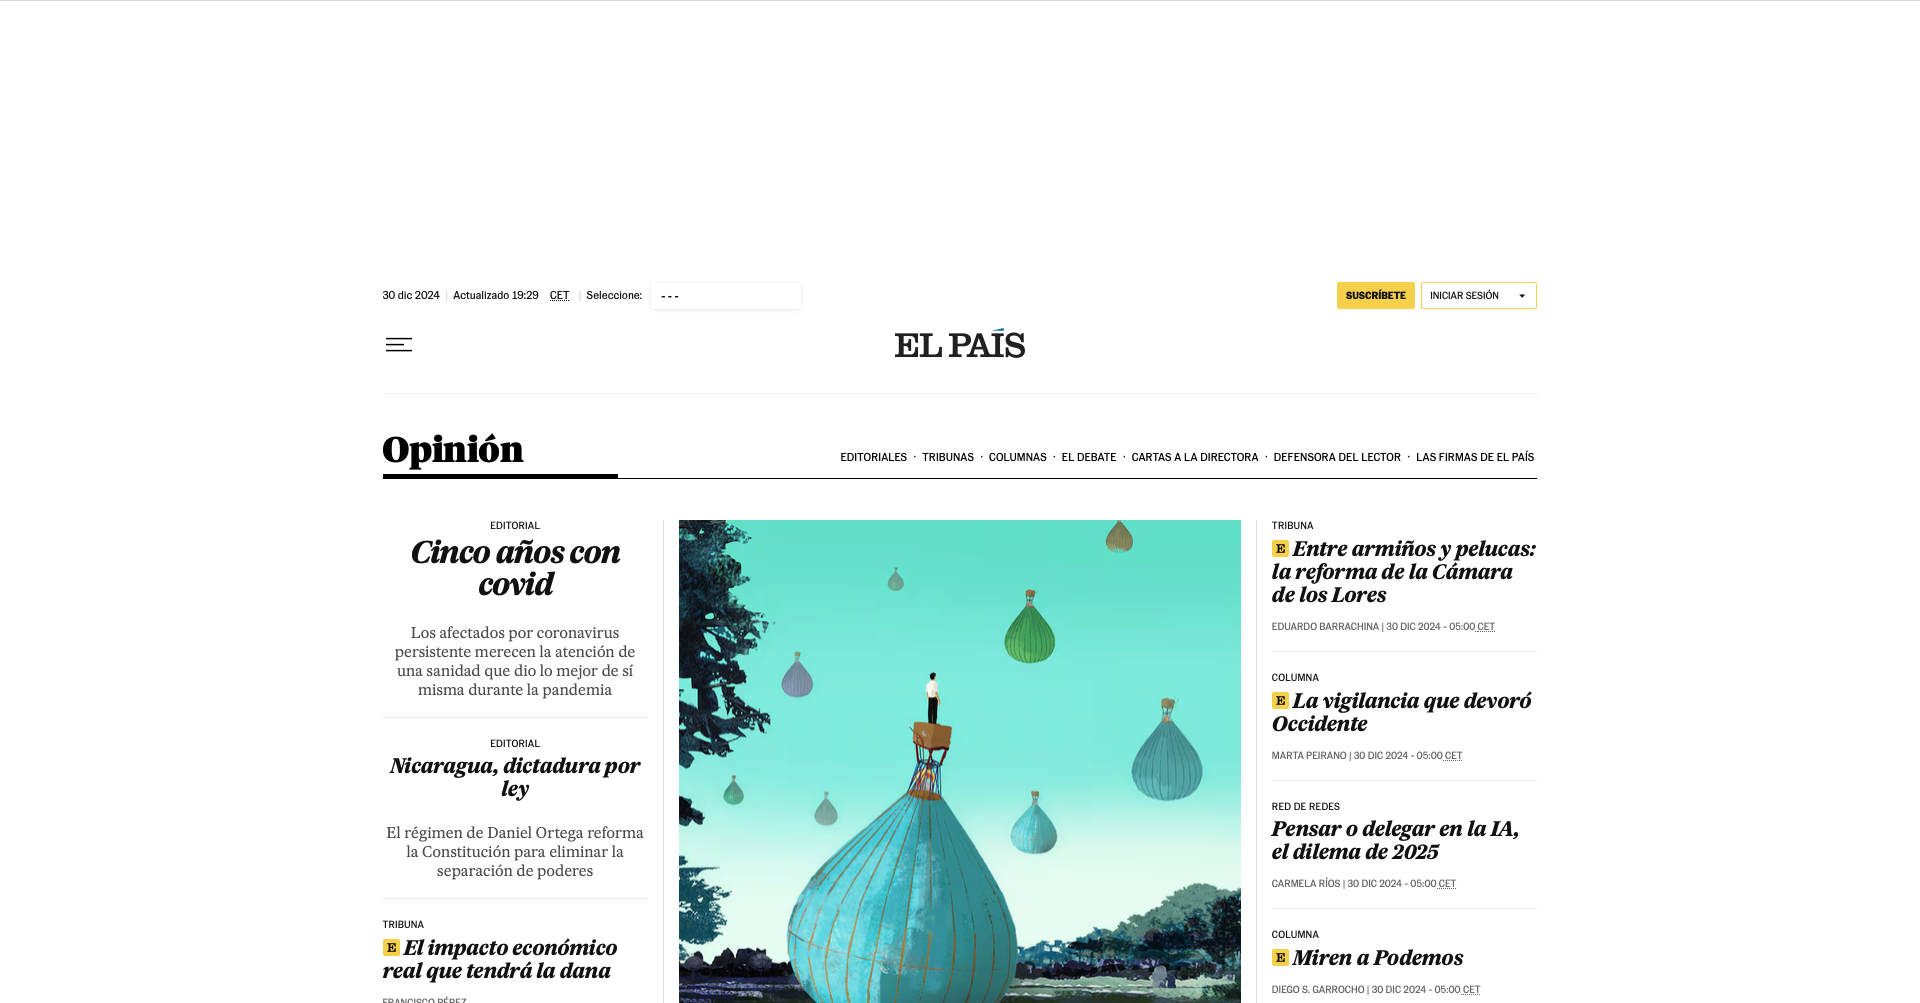 30 dic 2024 | Actualizado 19:29 CET | Seleccione: ---
SUSCRÍBETE
INICIAR SESIÓN
EL PAÍS
Opinión
EDITORIALES · TRIBUNAS · COLUMNAS · EL DEBATE · CARTAS A LA DIRECTORA · DEFENSORA DEL LECTOR · LAS FIRMAS DE EL PAÍS
EDITORIAL
Cinco años con
covid
Los afectados por coronavirus
persistente merecen la atención de
una sanidad que dio lo mejor de sí
misma durante la pandemia
EDITORIAL
Nicaragua, dictadura por
ley
El régimen de Daniel Ortega reforma
la Constitución para eliminar la
separación de poderes
TRIBUNA
E El impacto económico
real que tendrá la dana
FRANCISCO PÉREZ
TRIBUNA
E Entre armiños y pelucas:
la reforma de la Cámara
de los Lores
EDUARDO BARRACHINA | 30 DIC 2024 - 05:00 CET
COLUMNA
E La vigilancia que devoró
Occidente
MARTA PEIRANO | 30 DIC 2024 - 05:00 CET
RED DE REDES
Pensar o delegar en la IA,
el dilema de 2025
CARMELA RÍOS | 30 DIC 2024 - 05:00 CET
COLUMNA
E Miren a Podemos
DIEGO S. GARROCHO | 30 DIC 2024 - 05:00 CET